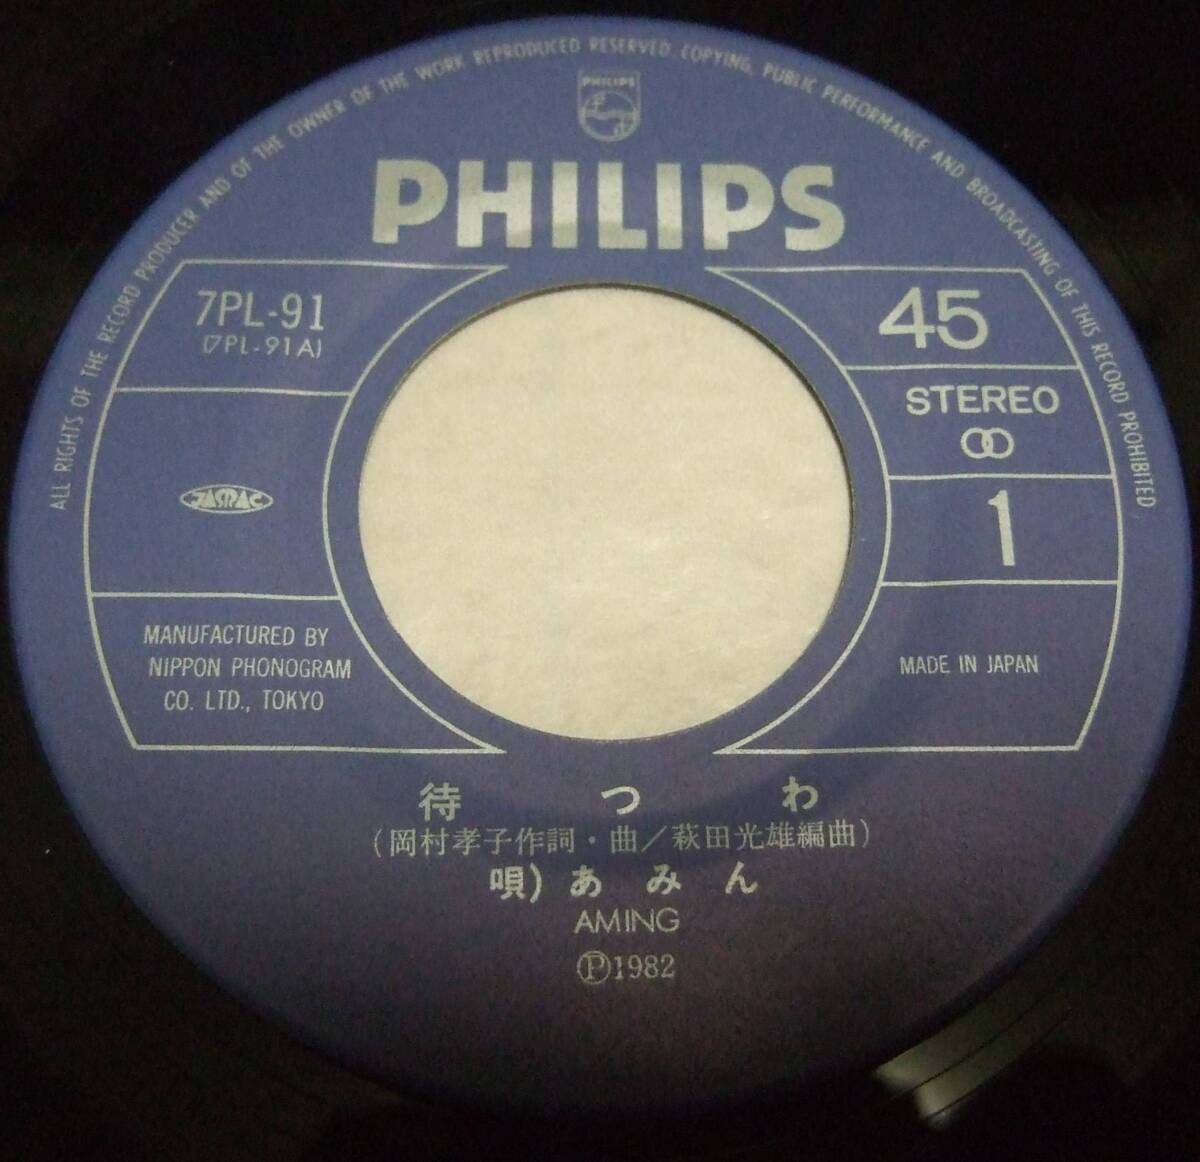 ALL RIGHTS OF THE RECORD PRODUCER AND OF THE OWNER OF THE WORK REPRODUCED RESERVED. COPYING, PUBLIC PERFORMANCE AND BROADCASTING OF THIS RECORD PROHIBITED
PHILIPS
PHILIPS
7PL-91
(7PL-91A)
45
STEREO
1
JASRAC
MANUFACTURED BY
NIPPON PHONOGRAM
CO. LTD., TOKYO
MADE IN JAPAN
待つわ
(岡村孝子作詞・曲/萩田光雄編曲)
唄) あみん
AMING
Ⓟ1982